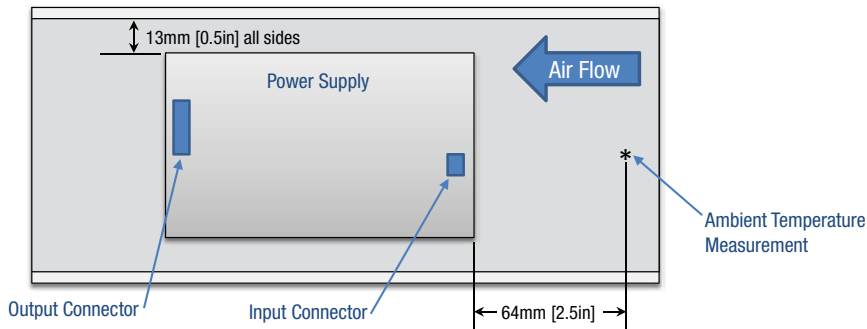 13mm [0.5in] all sides
Power Supply
Air Flow
*
Ambient Temperature
Measurement
Output Connector
Input Connector
64mm [2.5in]